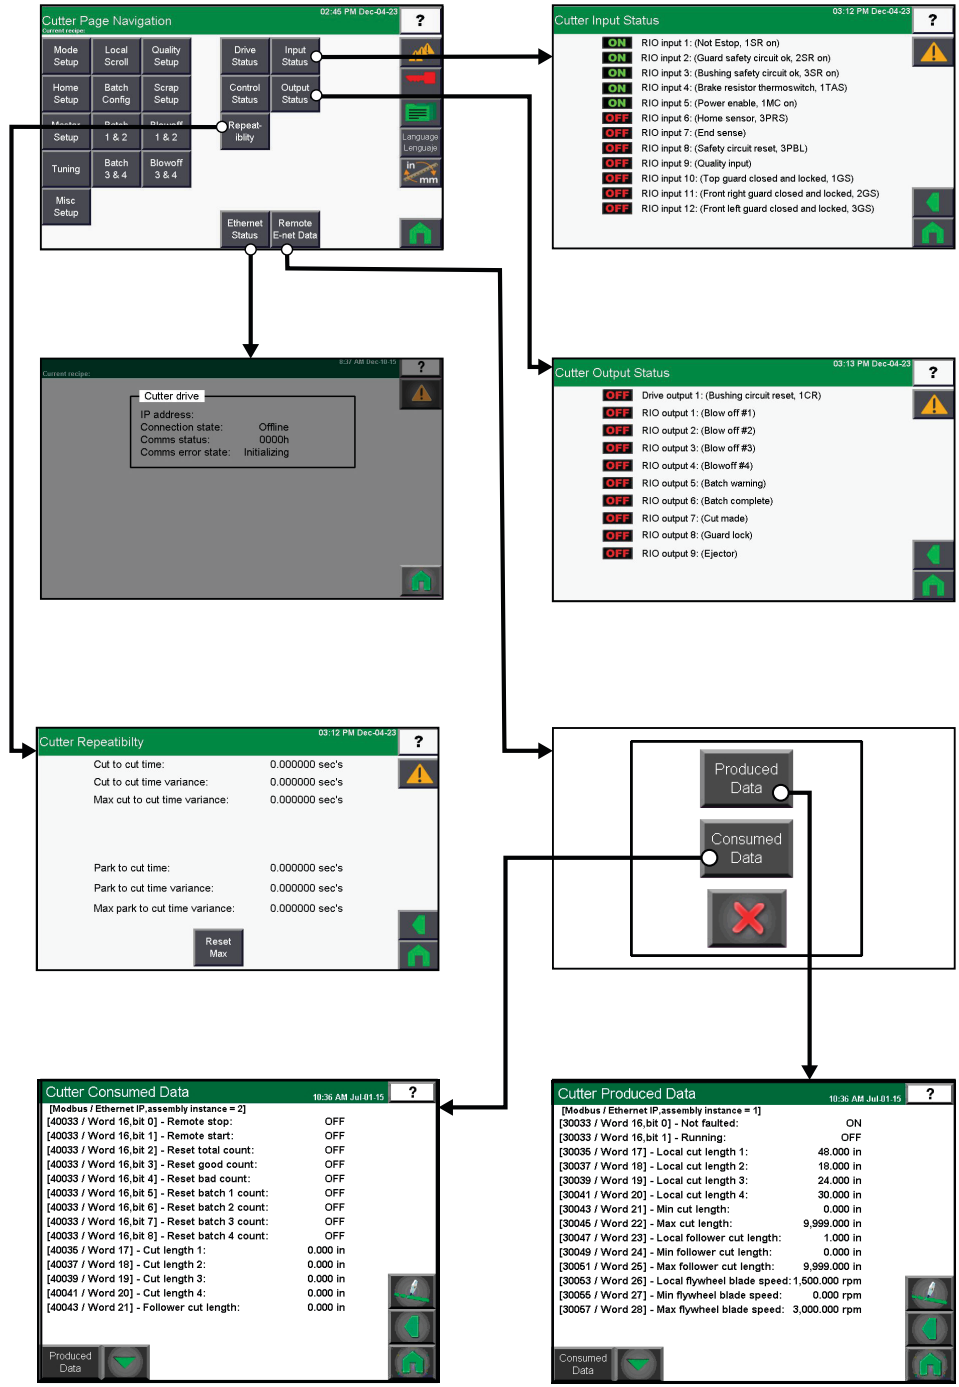 02:45 PM Dec-04-23
Cutter Page Navigation
Current recipe:
?
Mode Setup
Local Scroll
Quality Setup
Drive Status
Input Status
Home Setup
Batch Config
Scrap Setup
Control Status
Output Status
Master Setup
Batch 1 & 2
Blowoff 1 & 2
Repeat-iblity
Language
Lenguaje
Tuning
Batch 3 & 4
Blowoff 3 & 4
in
mm
Misc Setup
Ethernet Status
Remote E-net Data
03:12 PM Dec-04-23
Cutter Input Status
?
ON RIO input 1: (Not Estop, 1SR on)
ON RIO input 2: (Guard safety circuit ok, 2SR on)
ON RIO input 3: (Bushing safety circuit ok, 3SR on)
ON RIO input 4: (Brake resistor thermoswitch, 1TAS)
ON RIO input 5: (Power enable, 1MC on)
OFF RIO input 6: (Home sensor, 3PRS)
OFF RIO input 7: (End sense)
OFF RIO input 8: (Safety circuit reset, 3PBL)
OFF RIO input 9: (Quality input)
OFF RIO input 10: (Top guard closed and locked, 1GS)
OFF RIO input 11: (Front right guard closed and locked, 2GS)
OFF RIO input 12: (Front left guard closed and locked, 3GS)
8:37 AM Dec-10-15
Current recipe:
?
Cutter drive
IP address:
Connection state: Offline
Comms status: 0000h
Comms error state: Initializing
03:13 PM Dec-04-23
Cutter Output Status
?
OFF Drive output 1: (Bushing circuit reset, 1CR)
OFF RIO output 1: (Blow off #1)
OFF RIO output 2: (Blow off #2)
OFF RIO output 3: (Blow off #3)
OFF RIO output 4: (Blowoff #4)
OFF RIO output 5: (Batch warning)
OFF RIO output 6: (Batch complete)
OFF RIO output 7: (Cut made)
OFF RIO output 8: (Guard lock)
OFF RIO output 9: (Ejector)
03:12 PM Dec-04-23
Cutter Repeatibilty
?
Cut to cut time: 0.000000 sec's
Cut to cut time variance: 0.000000 sec's
Max cut to cut time variance: 0.000000 sec's
Park to cut time: 0.000000 sec's
Park to cut time variance: 0.000000 sec's
Max park to cut time variance: 0.000000 sec's
Reset Max
Produced Data
Consumed Data
Cutter Consumed Data
10:36 AM Jul-01-15
?
[Modbus / Ethernet IP,assembly instance = 2]
[40033 / Word 16,bit 0] - Remote stop: OFF
[40033 / Word 16,bit 1] - Remote start: OFF
[40033 / Word 16,bit 2] - Reset total count: OFF
[40033 / Word 16,bit 3] - Reset good count: OFF
[40033 / Word 16,bit 4] - Reset bad count: OFF
[40033 / Word 16,bit 5] - Reset batch 1 count: OFF
[40033 / Word 16,bit 6] - Reset batch 2 count: OFF
[40033 / Word 16,bit 7] - Reset batch 3 count: OFF
[40033 / Word 16,bit 8] - Reset batch 4 count: OFF
[40035 / Word 17] - Cut length 1: 0.000 in
[40037 / Word 18] - Cut length 2: 0.000 in
[40039 / Word 19] - Cut length 3: 0.000 in
[40041 / Word 20] - Cut length 4: 0.000 in
[40043 / Word 21] - Follower cut length: 0.000 in
Produced Data
Cutter Produced Data
10:36 AM Jul-01-15
?
[Modbus / Ethernet IP,assembly instance = 1]
[30033 / Word 16,bit 0] - Not faulted: ON
[30033 / Word 16,bit 1] - Running: OFF
[30035 / Word 17] - Local cut length 1: 48.000 in
[30037 / Word 18] - Local cut length 2: 18.000 in
[30039 / Word 19] - Local cut length 3: 24.000 in
[30041 / Word 20] - Local cut length 4: 30.000 in
[30043 / Word 21] - Min cut length: 0.000 in
[30045 / Word 22] - Max cut length: 9,999.000 in
[30047 / Word 23] - Local follower cut length: 1.000 in
[30049 / Word 24] - Min follower cut length: 0.000 in
[30051 / Word 25] - Max follower cut length: 9,999.000 in
[30053 / Word 26] - Local flywheel blade speed: 1,500.000 rpm
[30055 / Word 27] - Min flywheel blade speed: 0.000 rpm
[30057 / Word 28] - Max flywheel blade speed: 3,000.000 rpm
Consumed Data